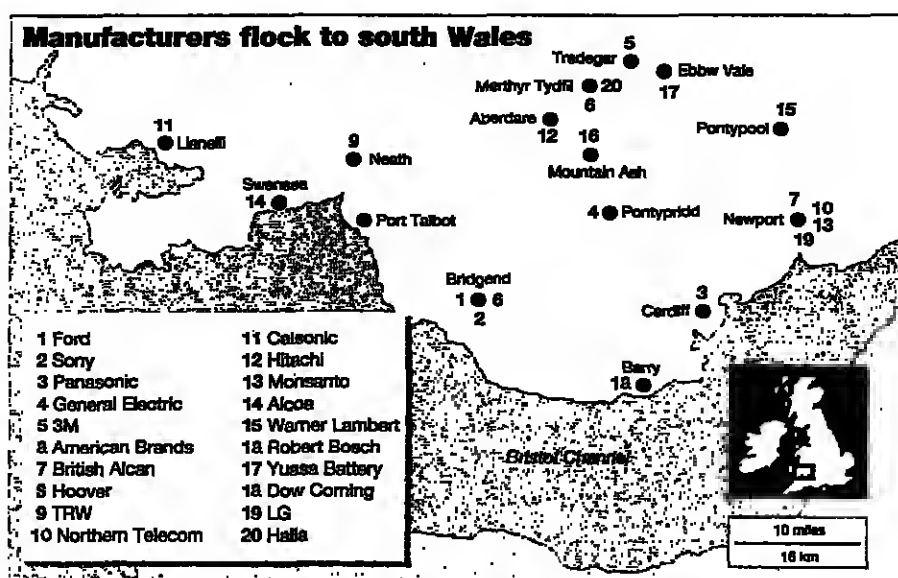 Manufacturers flock to south Wales
5
Tredegar
Ebbw Vale
17
Merthyr Tydfil 20
6
Aberdare
12
16
Mountain Ash
15
Pontypool
11
Llanelli
9
Neath
Swansea
14
Port Talbot
4 Pontypridd
7 10
Newport 13
19
Bridgend
1 6
2
3
Cardiff
Barry
18
Bristol Channel
1 Ford
2 Sony
3 Panasonic
4 General Electric
5 3M
8 American Brands
7 British Alcan
8 Hoover
9 TRW
10 Northern Telecom
11 Calsonic
12 Hitachi
13 Monsanto
14 Alcoa
15 Warner Lambert
18 Robert Bosch
17 Yuasa Battery
18 Dow Corning
19 LG
20 Halla
10 miles
16 km